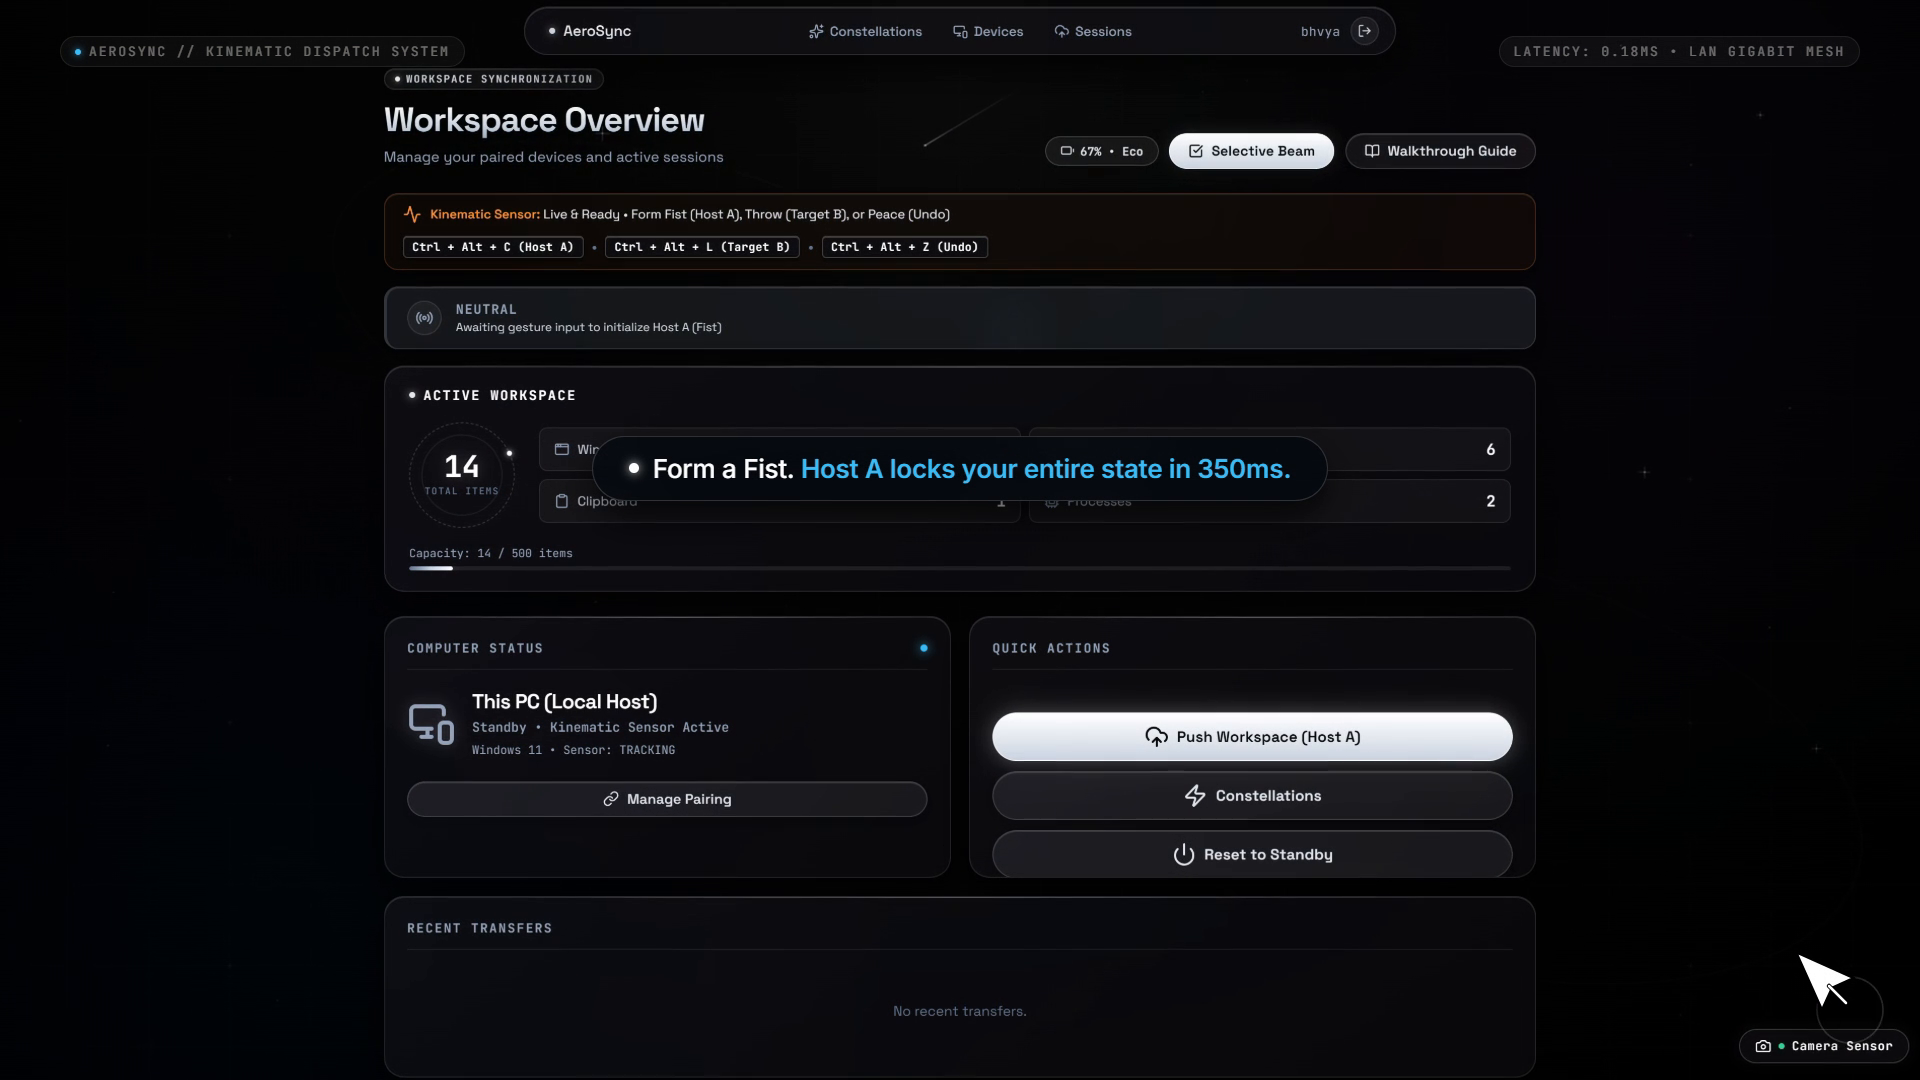 AeroSync
Constellations
Devices
Sessions
bhvya
AEROSYNC // KINEMATIC DISPATCH SYSTEM
LATENCY: 0.18MS • LAN GIGABIT MESH
WORKSPACE SYNCHRONIZATION
Workspace Overview
Manage your paired devices and active sessions
67% • Eco
Selective Beam
Walkthrough Guide
Kinematic Sensor: Live & Ready • Form Fist (Host A), Throw (Target B), or Peace (Undo)
Ctrl + Alt + C (Host A) • Ctrl + Alt + L (Target B) • Ctrl + Alt + Z (Undo)
NEUTRAL
Awaiting gesture input to initialize Host A (Fist)
ACTIVE WORKSPACE
14
TOTAL ITEMS
6
Form a Fist. Host A locks your entire state in 350ms.
Clipboard
1
Processes
2
Capacity: 14 / 500 items
COMPUTER STATUS
This PC (Local Host)
Standby • Kinematic Sensor Active
Windows 11 • Sensor: TRACKING
Manage Pairing
QUICK ACTIONS
Push Workspace (Host A)
Constellations
Reset to Standby
RECENT TRANSFERS
No recent transfers.
Camera Sensor